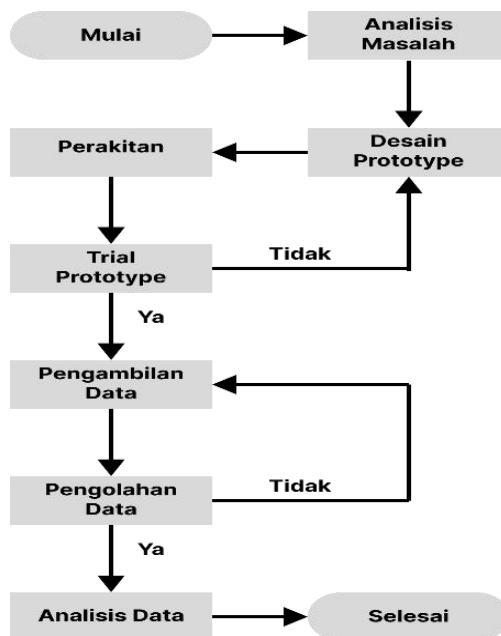 Mulai
Analisis
Masalah
Perakitan
Desain
Prototype
Trial
Prototype
Tidak
Ya
Pengambilan
Data
Pengolahan
Data
Tidak
Ya
Analisis Data
Selesai